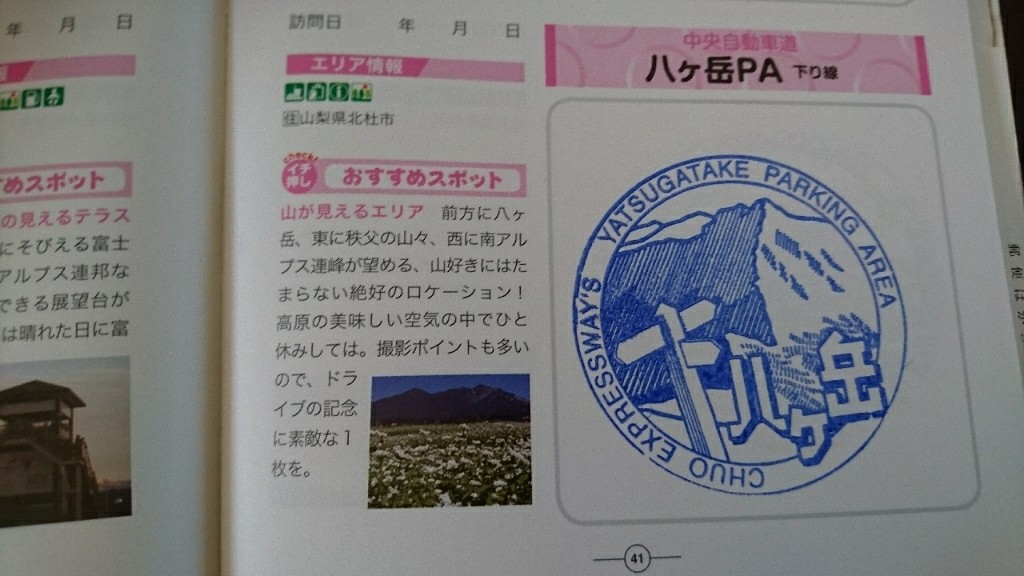 年 月 日
めスポット
の見えるテラス
にそびえる富士
アルプス連邦な
できる展望台が
は晴れた日に富
訪問日 年 月 日
エリア情報
住山梨県北杜市
イチ押し
おすすめスポット
山が見えるエリア 前方に八ヶ
岳、東に秩父の山々、西に南アル
プス連峰が望める、山好きにはた
まらない絶好のロケーション！
高原の美味しい空気の中でひと
休みしては。撮影ポイントも多い
ので、ドラ
イブの記念
に素敵な1
枚を。
中央自動車道
八ヶ岳PA 下り線
CHUO EXPRESSSWAY'S YATSUGATAKE PARKING AREA
八ヶ岳
41